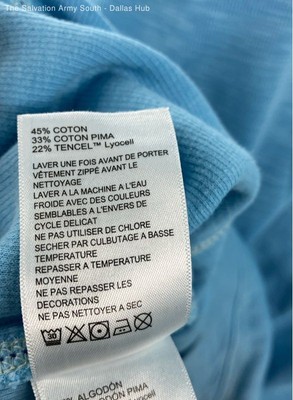 The Salvation Army South - Dallas Hub
45% COTON
33% COTON PIMA
22% TENCEL™ Lyocell
LAVER UNE FOIS AVANT DE PORTER
VÊTEMENT ZIPPÉ AVANT LE
NETTOYAGE
LAVER A LA MACHINE A L'EAU
FROIDE AVEC DES COULEURS
SEMBLABLES A L'ENVERS DE
CYCLE DELICAT
NE PAS UTILISER DE CHLORE
SECHER PAR CULBUTAGE A BASSE
TEMPERATURE
REPASSER A TEMPERATURE
MOYENNE
NE PAS REPASSER LES
DECORATIONS
NE PAS NETTOYER A SEC
30
ALGODÓN
ALGODÓN PIMA
Lyocell